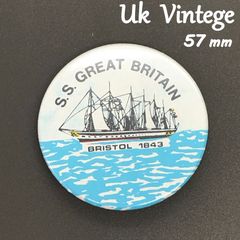 Uk Vintege
57 mm
S.S. GREAT BRITAIN
BRISTOL 1843